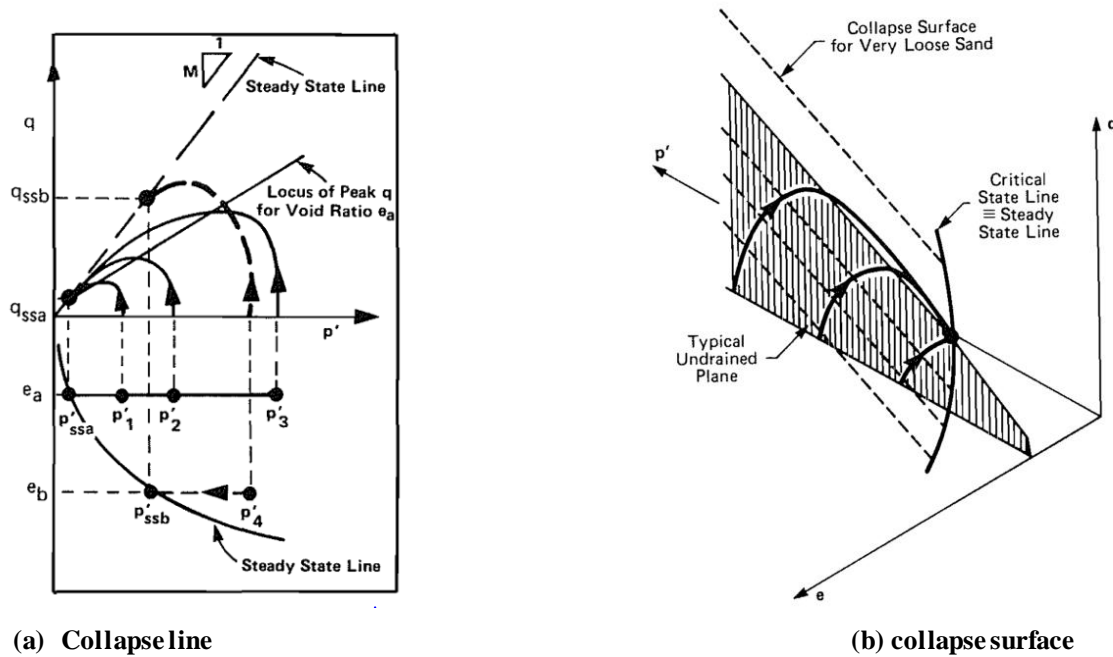 1
M
Steady State Line
q
Locus of Peak q
for Void Ratio ea
qssb
qssa
p'
ea
p'ssa
p'1
p'2
p'3
eb
p'ssb
p'4
Steady State Line
(a) Collapse line
Collapse Surface
for Very Loose Sand
p'
Critical
State Line
≡ Steady
State Line
Typical
Undrained
Plane
e
(b) collapse surface